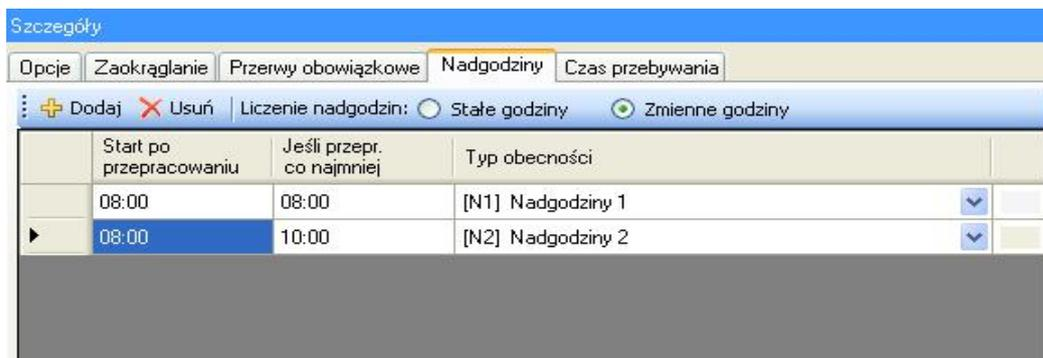 Szczegóły
Opcje Zaokrąglanie Przerwy obowiązkowe Nadgodziny Czas przebywania
Dodaj Usuń Liczenie nadgodzin: Stałe godziny Zmienne godziny
Start po przepracowaniu Jeśli przepr. co najmniej Typ obecności
08:00 08:00 [N1] Nadgodziny 1
08:00 10:00 [N2] Nadgodziny 2